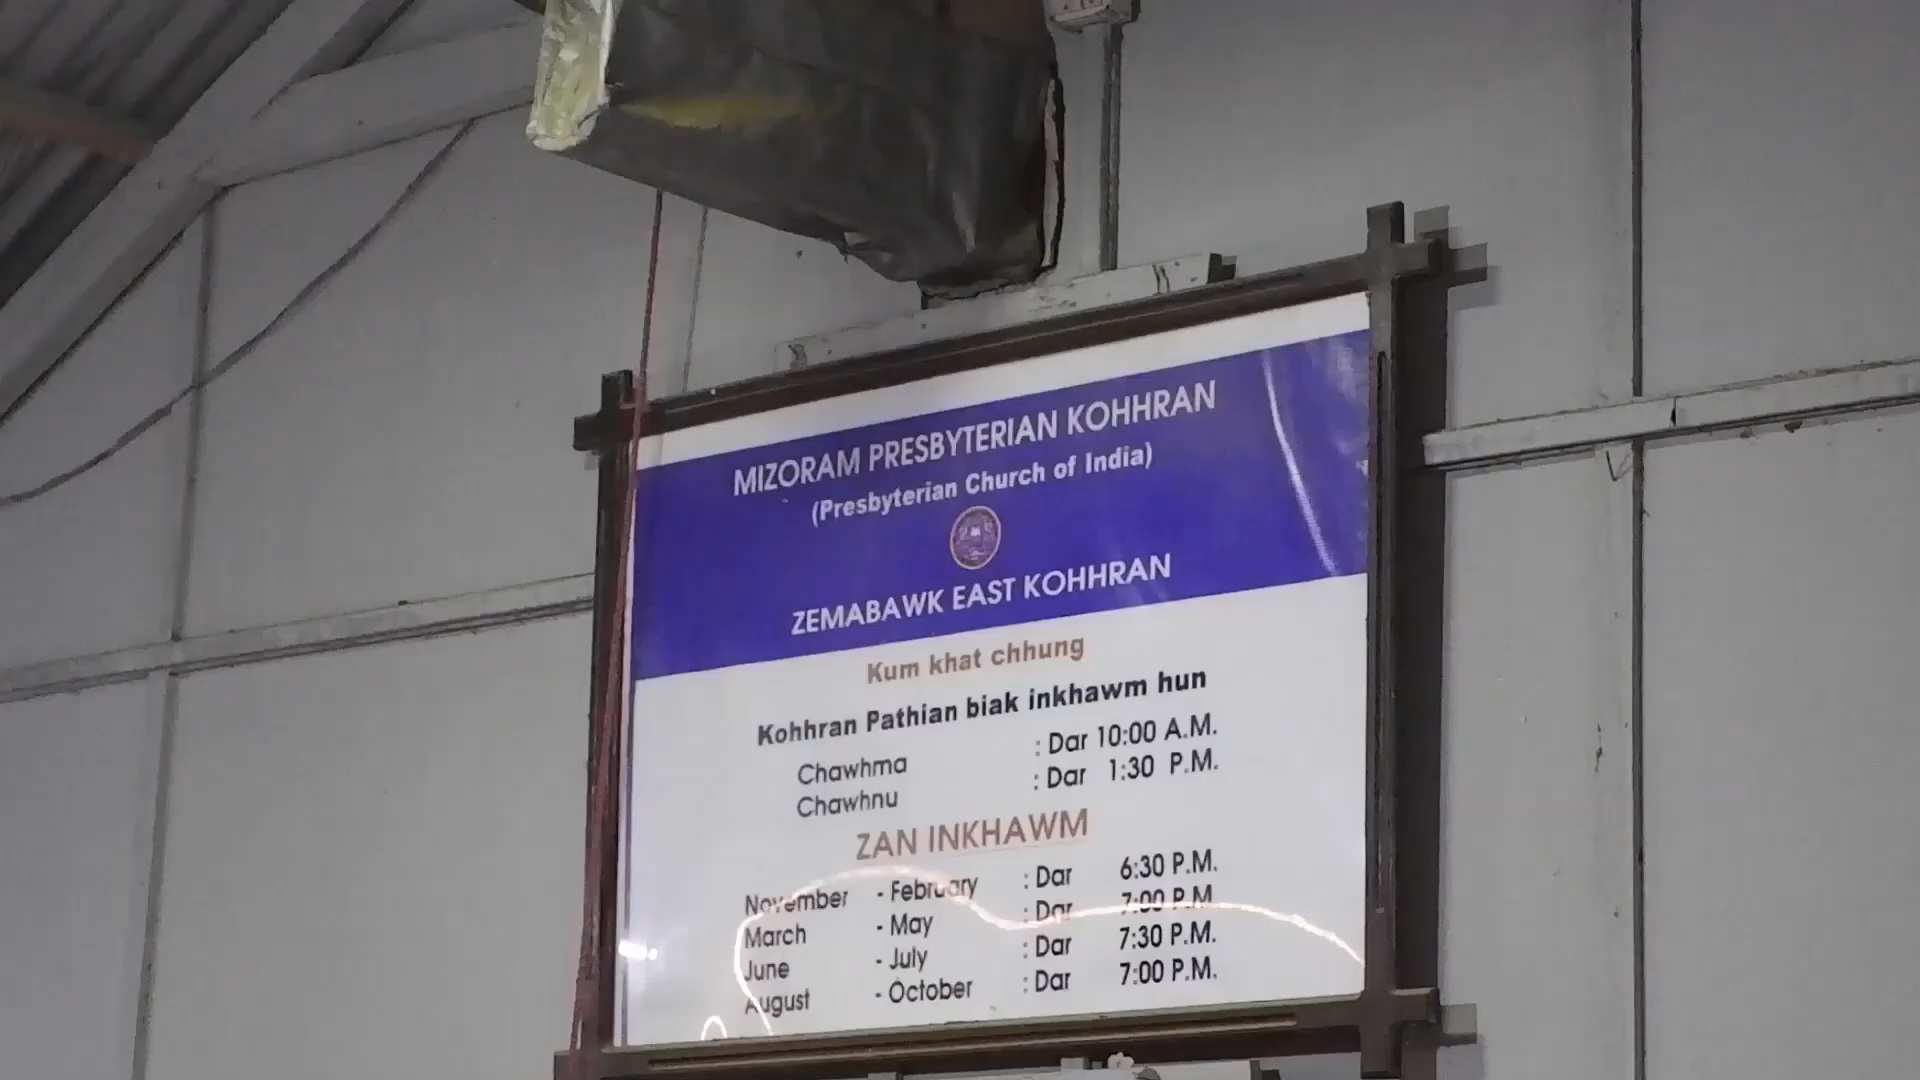 MIZORAM PRESBYTERIAN KOHHRAN
(Presbyterian Church of India)
ZEMABAWK EAST KOHHRAN
Kum khat chhung
Kohhran Pathian biak inkhawm hun
Chawhma : Dar 10:00 A.M.
Chawhnu : Dar 1:30 P.M.
ZAN INKHAWM
November - February : Dar 6:30 P.M.
March - May : Dar 7:00 P.M
June - July : Dar 7:30 P.M.
August - October : Dar 7:00 P.M.